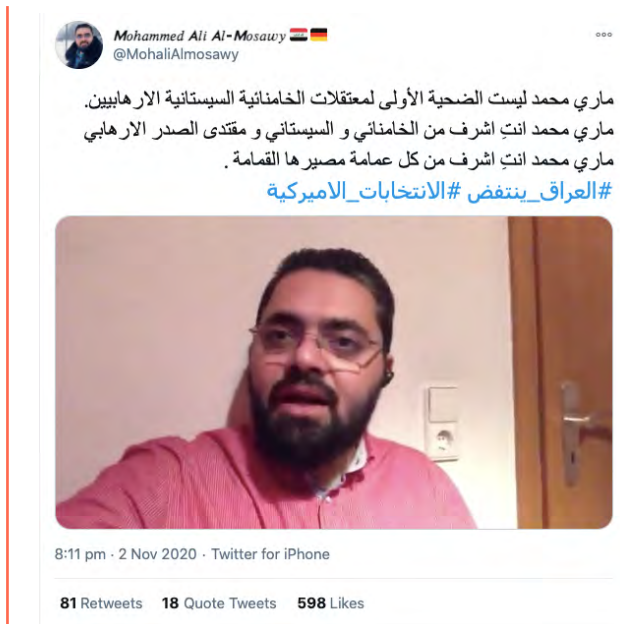 Mohammed Ali Al-Mosawy
@MohaliAlmosawy
ماري محمد ليست الضحية الأولى لمعتقلات الخامنائية السيستانية الارهابيين.
ماري محمد انتِ اشرف من الخامنائي و السيستاني و مقتدى الصدر الارهابي
ماري محمد انتِ اشرف من كل عمامة مصيرها القمامة .
#العراق_ينتفض #الانتخابات_الاميركية
8:11 pm · 2 Nov 2020 · Twitter for iPhone
81 Retweets 18 Quote Tweets 598 Likes